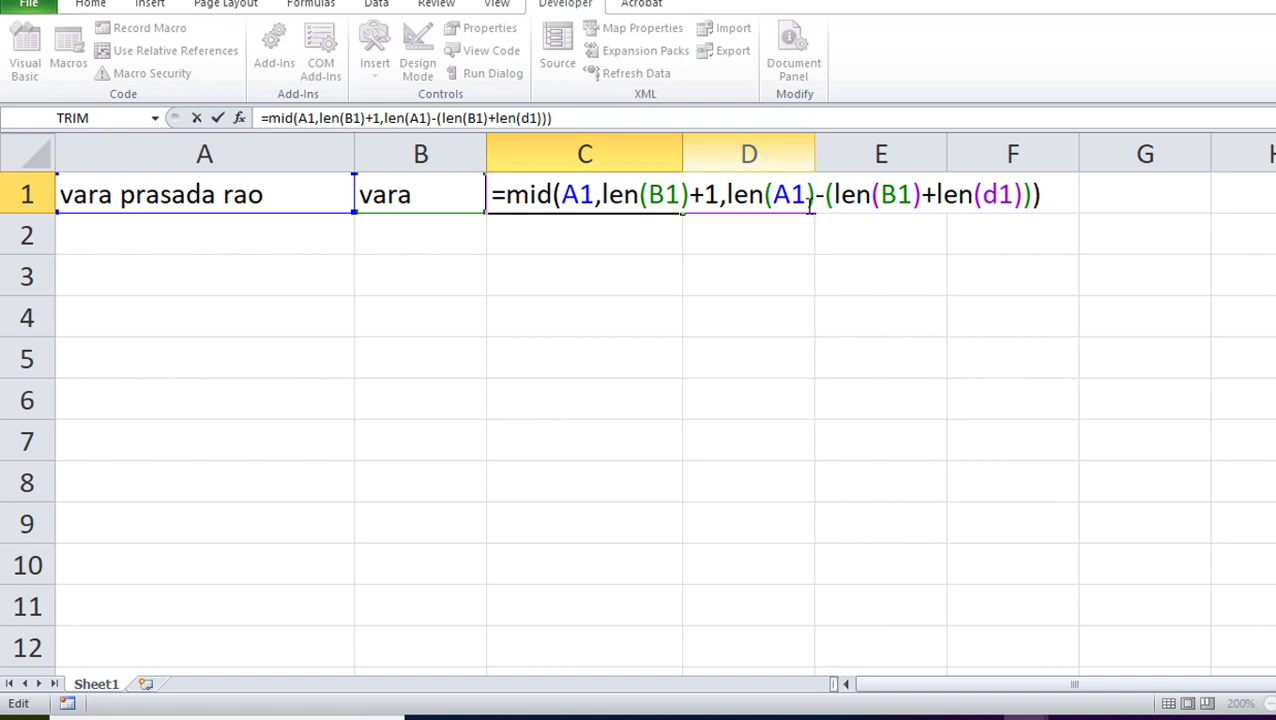 File Home Insert Page Layout Formulas Data Review View Developer Acrobat
Visual Basic Macros Record Macro Use Relative References Macro Security Code
Add-Ins COM Add-Ins Add-Ins
Insert Design Mode Properties View Code Run Dialog Controls
Source Map Properties Expansion Packs Refresh Data Import Export XML
Document Panel Modify
TRIM fx =mid(A1,len(B1)+1,len(A1)-(len(B1)+len(d1)))
A B C D E F G H
1 vara prasada rao vara =mid(A1,len(B1)+1,len(A1)-(len(B1)+len(d1)))
2
3
4
5
6
7
8
9
10
11
12
Sheet1
Edit 200%